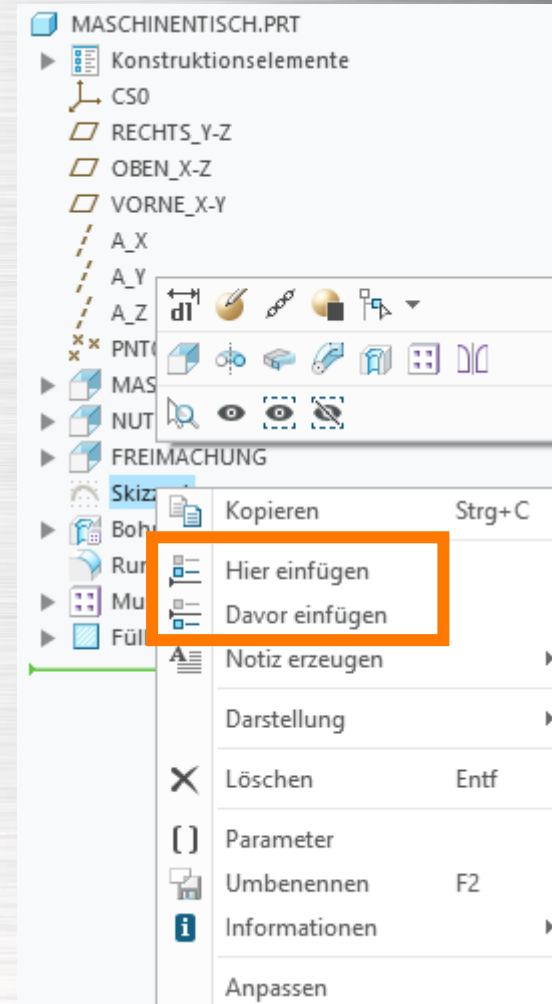 MASCHINENTISCH.PRT
Konstruktionselemente
CS0
RECHTS_Y-Z
OBEN_X-Z
VORNE_X-Y
A_X
A_Y
A_Z
FREIMACHUNG
Kopieren Strg+C
Hier einfügen
Davor einfügen
Notiz erzeugen
Darstellung
Löschen Entf
Parameter
Umbenennen F2
Informationen
Anpassen